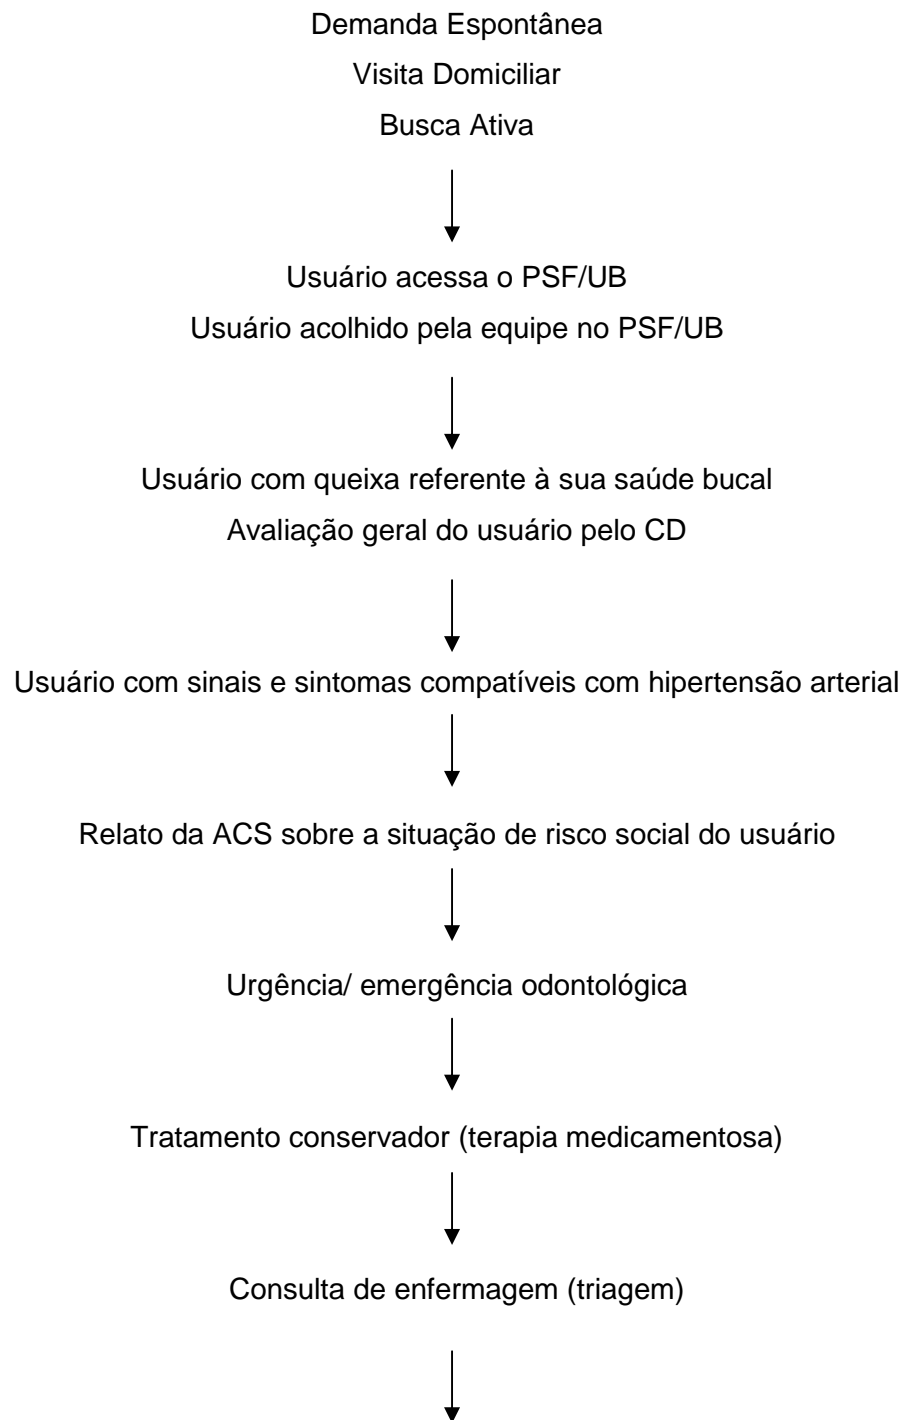 Demanda Espontânea
Visita Domiciliar
Busca Ativa
Usuário acessa o PSF/UB
Usuário acolhido pela equipe no PSF/UB
Usuário com queixa referente à sua saúde bucal
Avaliação geral do usuário pelo CD
Usuário com sinais e sintomas compatíveis com hipertensão arterial
Relato da ACS sobre a situação de risco social do usuário
Urgência/ emergência odontológica
Tratamento conservador (terapia medicamentosa)
Consulta de enfermagem (triagem)